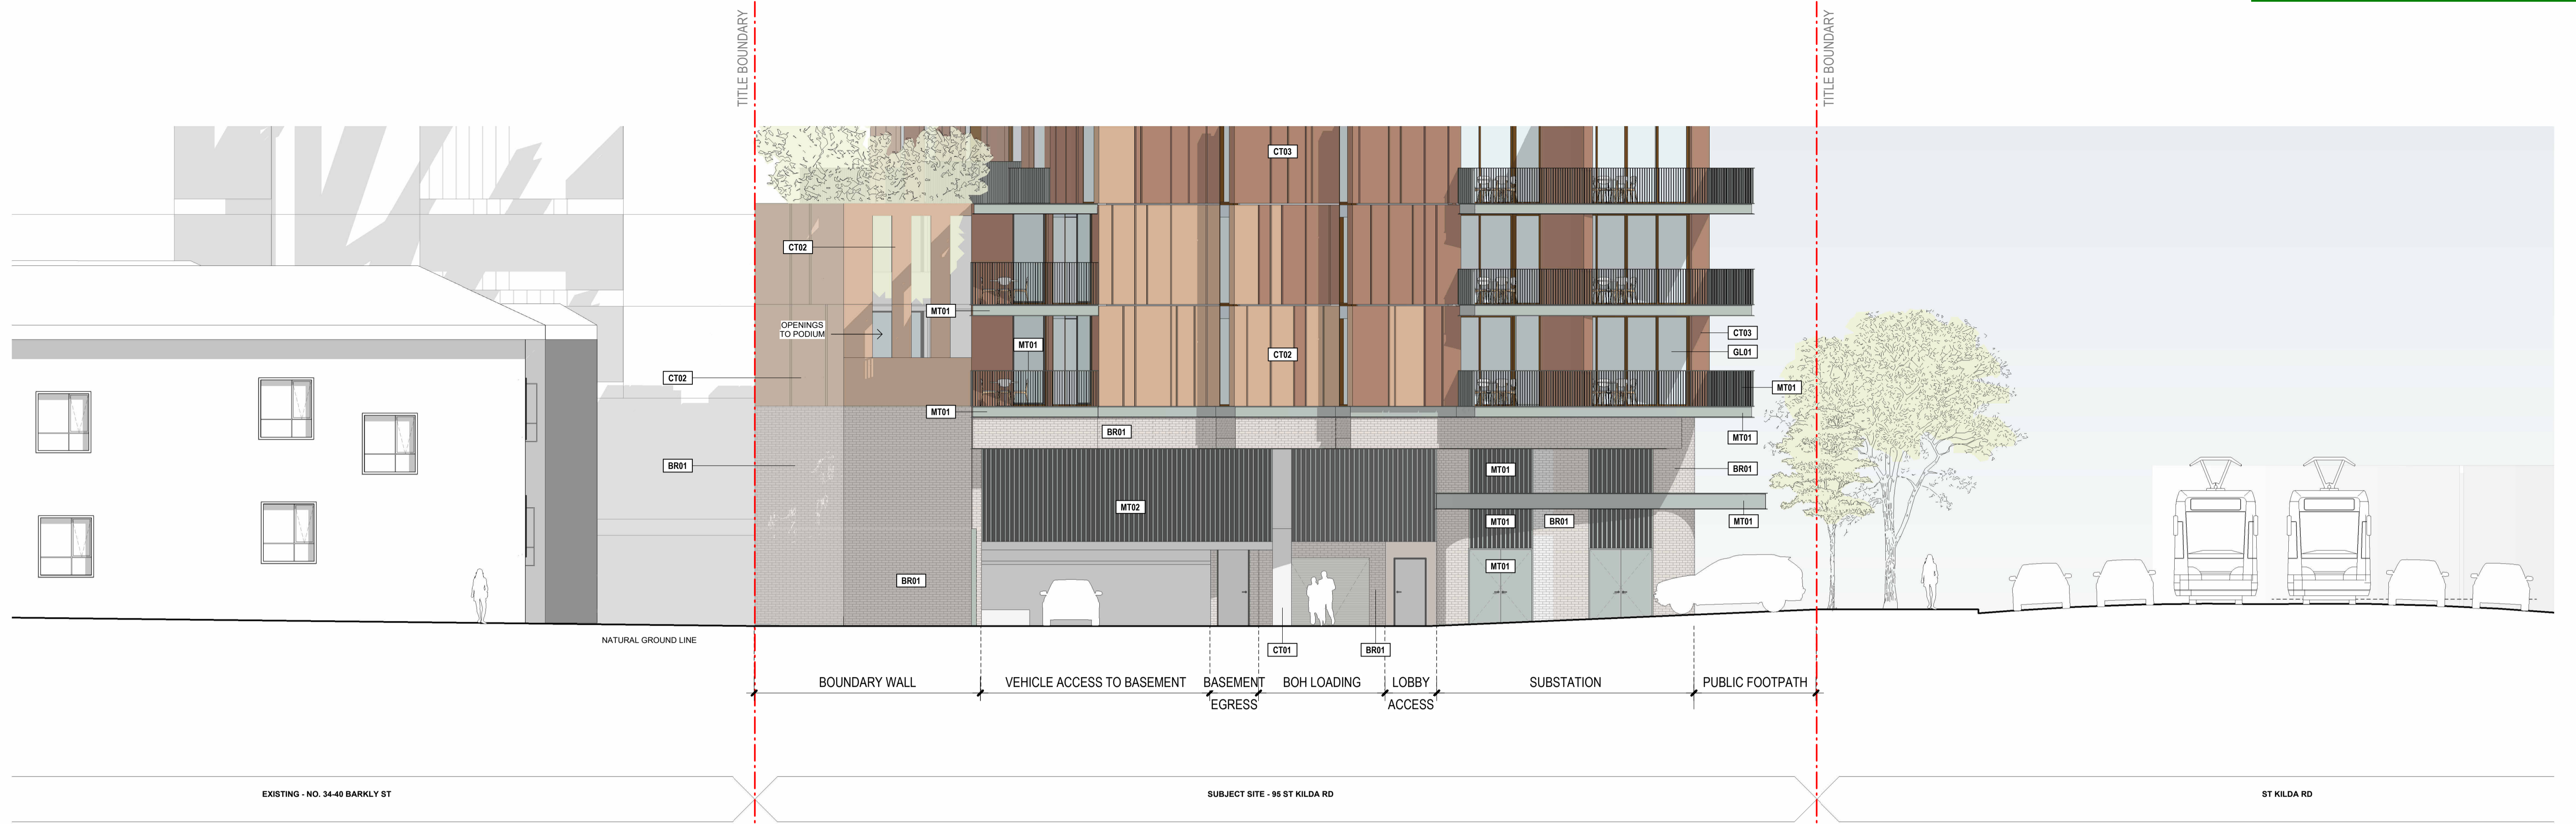 TITLE BOUNDARY
TITLE BOUNDARY
CT03
CT02
MT01
OPENINGS
TO PODIUM
CT03
MT01
CT02
GL01
CT02
MT01
MT01
BR01
MT01
BR01
MT01
BR01
MT02
MT01
BR01
MT01
MT01
BR01
NATURAL GROUND LINE
CT01
BR01
BOUNDARY WALL
VEHICLE ACCESS TO BASEMENT
BASEMENT
EGRESS
BOH LOADING
LOBBY
ACCESS
SUBSTATION
PUBLIC FOOTPATH
EXISTING - NO. 34-40 BARKLY ST
SUBJECT SITE - 95 ST KILDA RD
ST KILDA RD